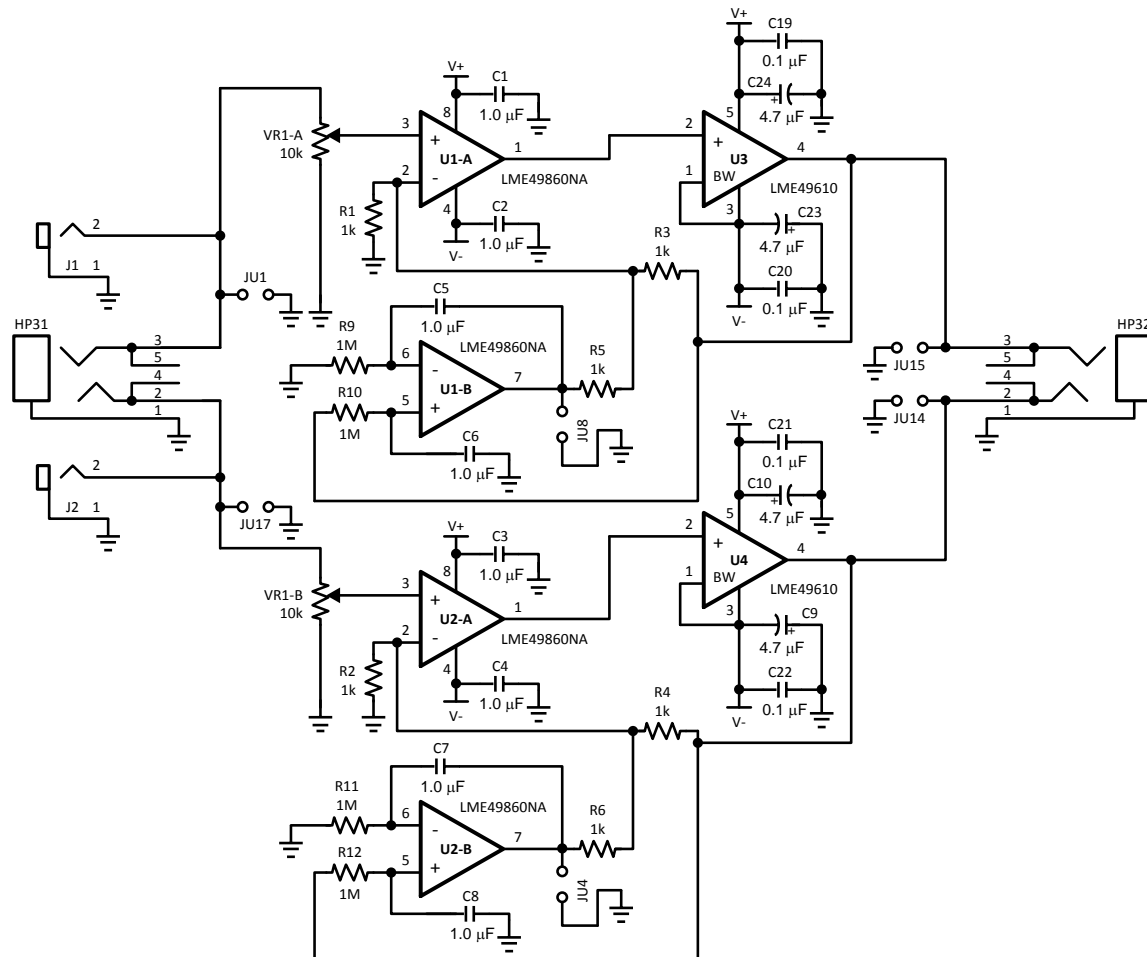 V+
C19
0.1 µF
C24
+
4.7 µF
5
V+
C1
1.0 µF
8
VR1-A
10k
3
+
U1-A
1
2
-
LME49860NA
4
C2
1.0 µF
V-
R1
1k
2
+
U3
4
1
BW
LME49610
3
C23
+
4.7 µF
C20
0.1 µF
V-
R3
1k
2
J1
1
JU1
HP31
3
5
4
2
1
C5
1.0 µF
LME49860NA
R9
1M
6
-
U1-B
7
R5
1k
R10
1M
5
+
C6
1.0 µF
JU8
JU15
JU14
3
5
4
2
1
HP32
2
J2
1
JU17
V+
C21
0.1 µF
C10
+
4.7 µF
5
V+
C3
1.0 µF
8
VR1-B
10k
3
+
U2-A
1
2
-
LME49860NA
4
C4
1.0 µF
V-
R2
1k
2
+
U4
4
1
BW
LME49610
3
C9
+
4.7 µF
C22
0.1 µF
V-
R4
1k
C7
1.0 µF
LME49860NA
R11
1M
6
-
U2-B
7
R6
1k
R12
1M
5
+
C8
1.0 µF
JU4